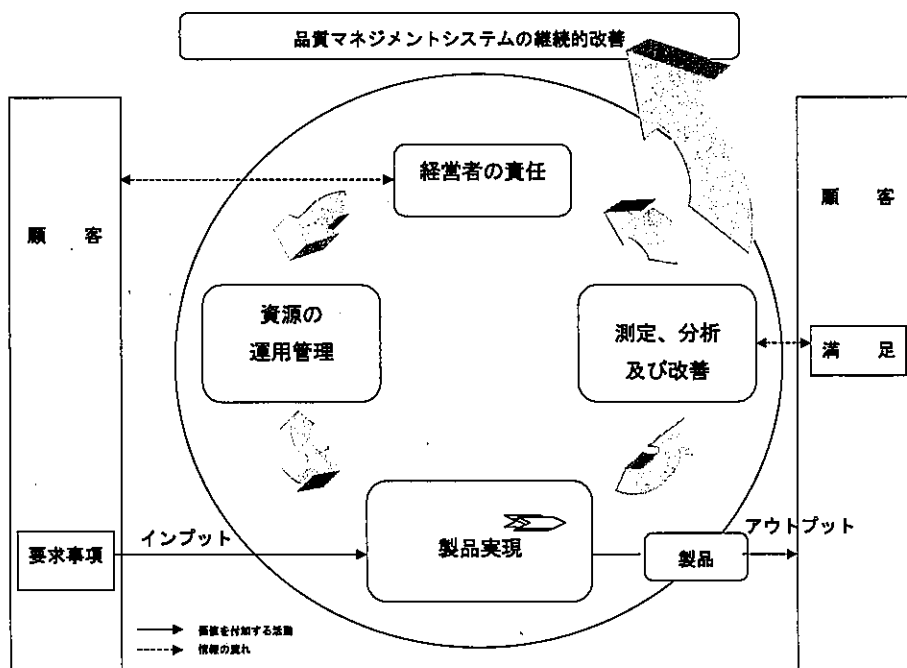 品質マネジメントシステムの継続的改善
経営者の責任
顧 客
顧 客
資源の
運用管理
測定、分析
及び改善
満 足
インプット
アウトプット
要求事項
製品実現
製品
価値を付加する活動
情報の流れ